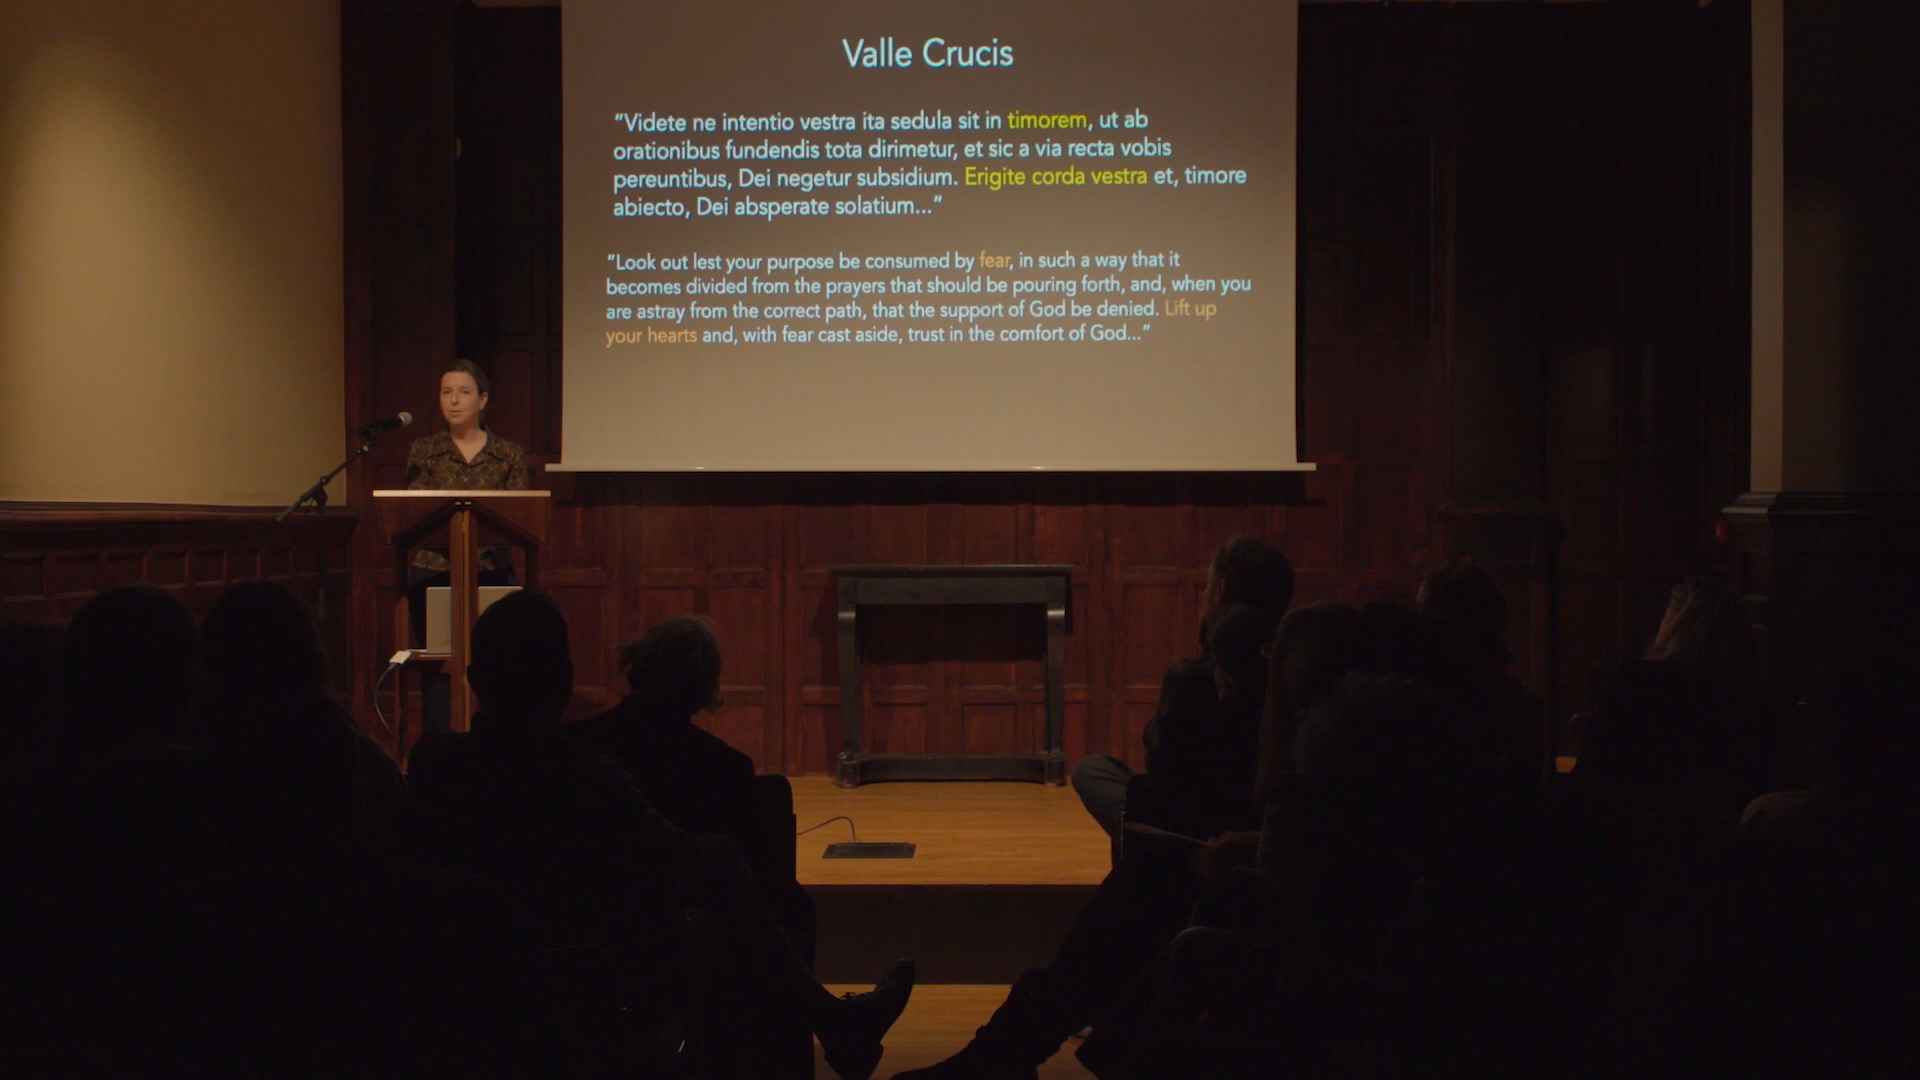 Valle Crucis
“Videte ne intentio vestra ita sedula sit in timorem, ut ab
orationibus fundendis tota dirimetur, et sic a via recta vobis
pereuntibus, Dei negetur subsidium. Erigite corda vestra et, timore
abiecto, Dei absperate solatium...”
“Look out lest your purpose be consumed by fear, in such a way that it
becomes divided from the prayers that should be pouring forth, and, when you
are astray from the correct path, that the support of God be denied. Lift up
your hearts and, with fear cast aside, trust in the comfort of God...”